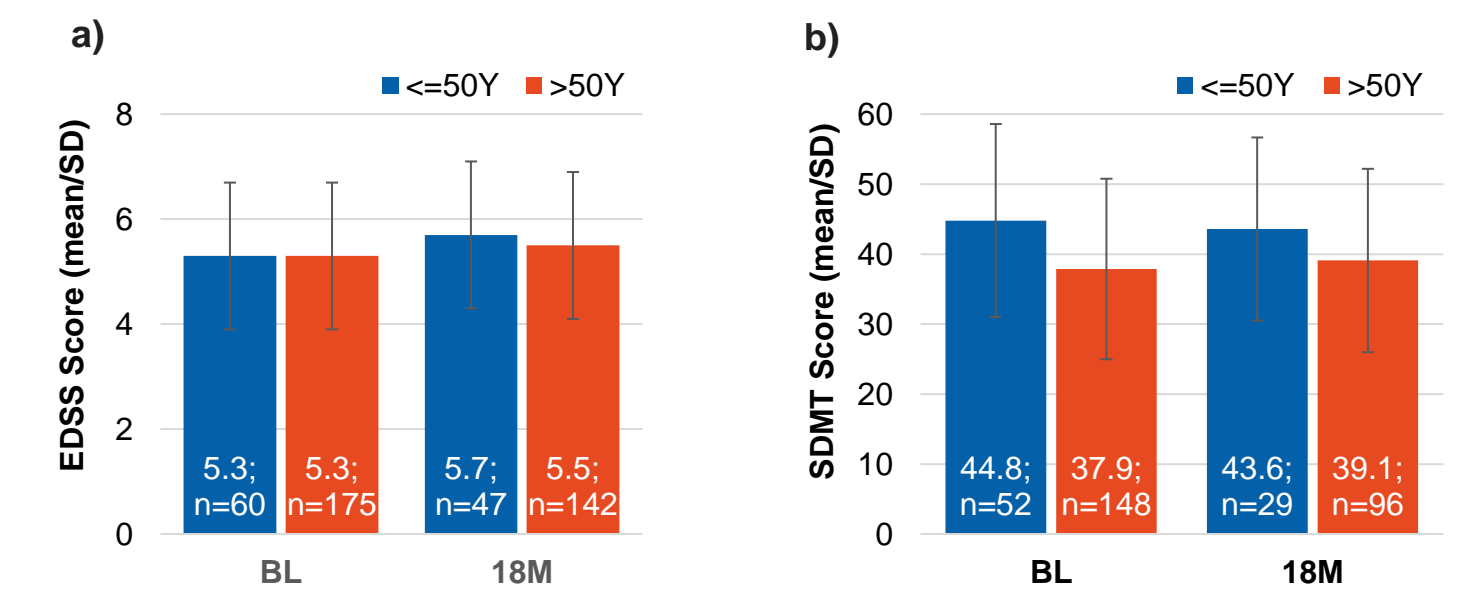 a)
<=50Y >50Y
EDSS Score (mean/SD)
8
6
4
2
0
5.3;
n=60
5.3;
n=175
5.7;
n=47
5.5;
n=142
BL
18M
b)
<=50Y >50Y
SDMT Score (mean/SD)
60
50
40
30
20
10
0
44.8;
n=52
37.9;
n=148
43.6;
n=29
39.1;
n=96
BL
18M